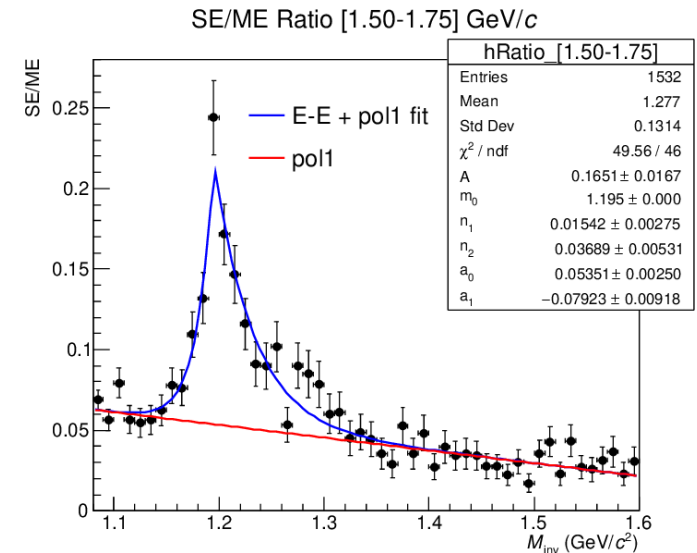 SE/ME Ratio [1.50-1.75] GeV/c
hRatio_[1.50-1.75]
Entries 1532
Mean 1.277
Std Dev 0.1314
χ² / ndf 49.56 / 46
A 0.1651 ± 0.0167
m₀ 1.195 ± 0.000
n₁ 0.01542 ± 0.00275
n₂ 0.03689 ± 0.00531
a₀ 0.05351 ± 0.00250
a₁ −0.07923 ± 0.00918
SE/ME
E-E + pol1 fit
pol1
0.25
0.2
0.15
0.1
0.05
0
1.1 1.2 1.3 1.4 1.5 1.6
M_inv (GeV/c²)